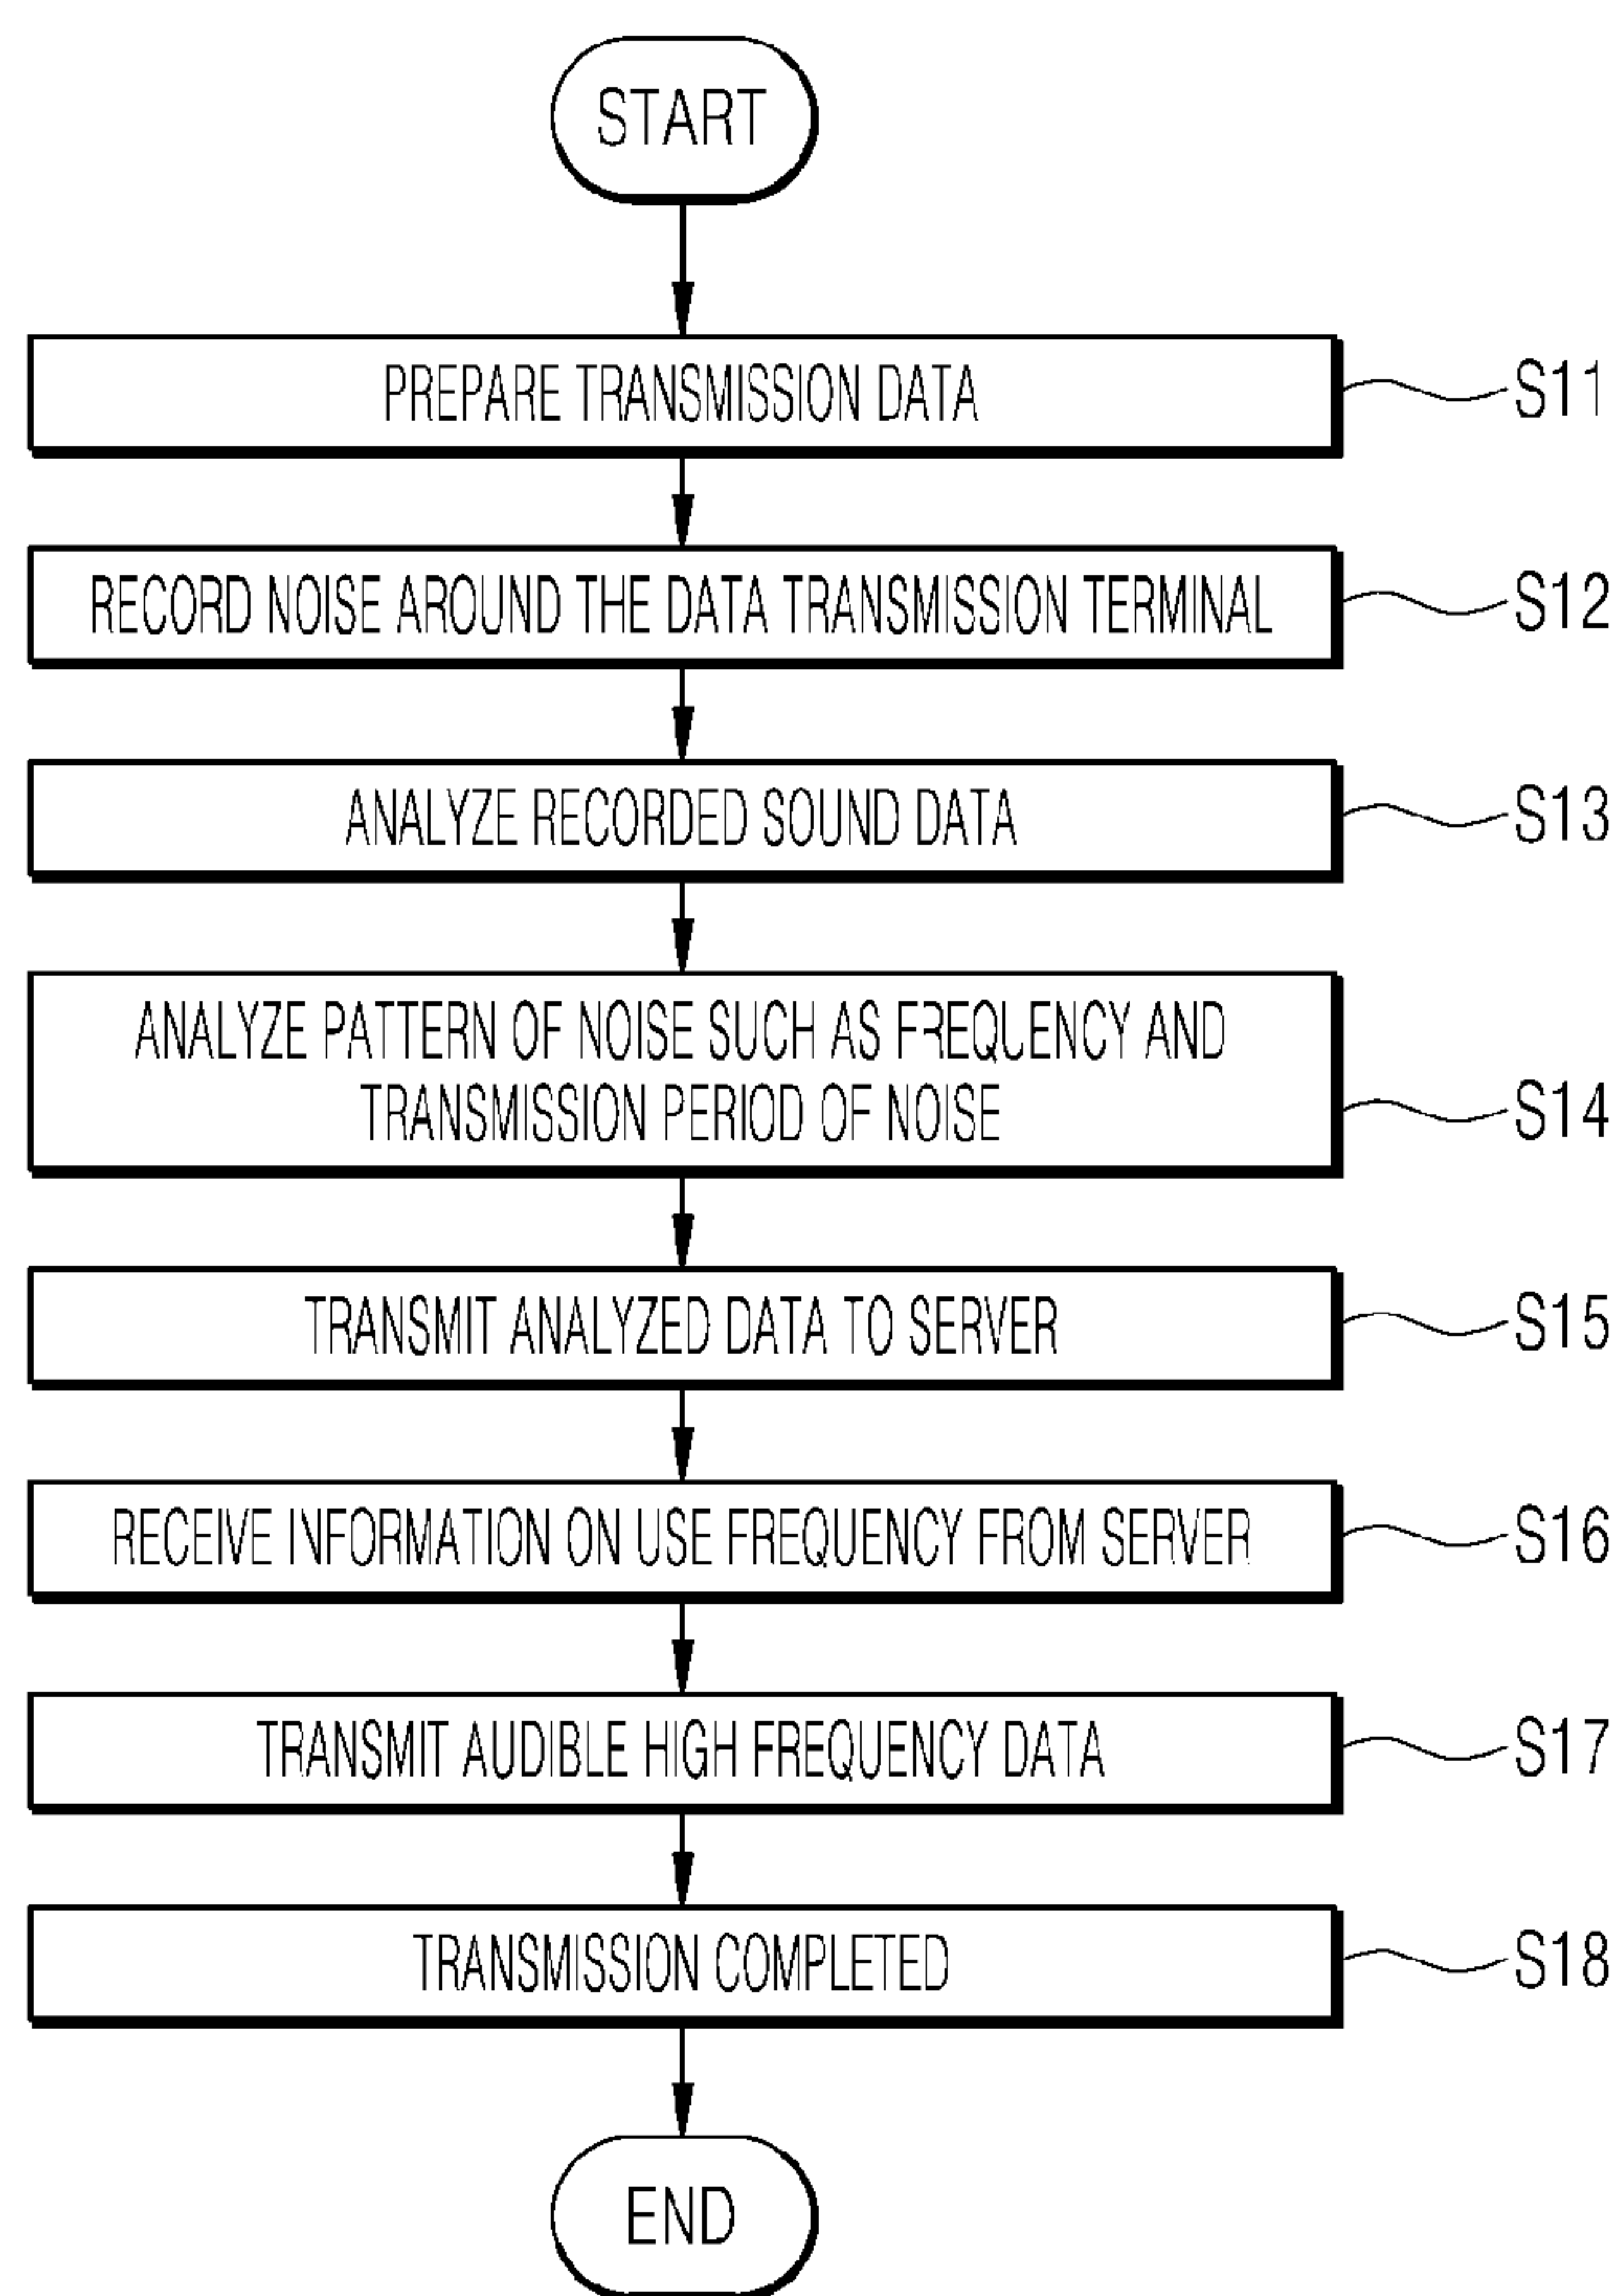 START
PREPARE TRANSMISSION DATA
S11
RECORD NOISE AROUND THE DATA TRANSMISSION TERMINAL
S12
ANALYZE RECORDED SOUND DATA
S13
ANALYZE PATTERN OF NOISE SUCH AS FREQUENCY AND
TRANSMISSION PERIOD OF NOISE
S14
TRANSMIT ANALYZED DATA TO SERVER
S15
RECEIVE INFORMATION ON USE FREQUENCY FROM SERVER
S16
TRANSMIT AUDIBLE HIGH FREQUENCY DATA
S17
TRANSMISSION COMPLETED
S18
END